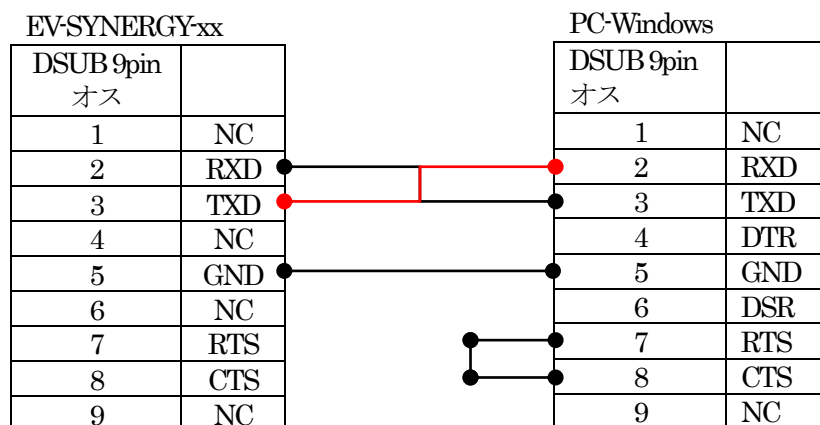 EV-SYNERGY-xx
DSUB 9pin
オス
1 NC
2 RXD
3 TXD
4 NC
5 GND
6 NC
7 RTS
8 CTS
9 NC
PC-Windows
DSUB 9pin
オス
1 NC
2 RXD
3 TXD
4 DTR
5 GND
6 DSR
7 RTS
8 CTS
9 NC